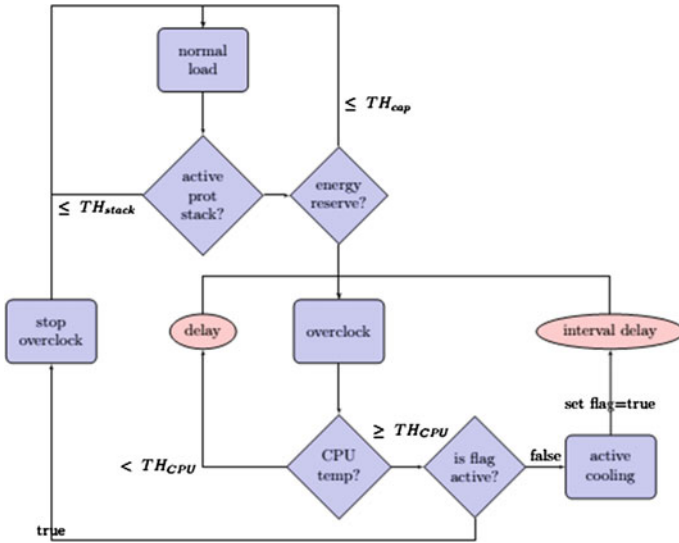 normal
load
≤ TH_cap
active
prot
stack?
energy
reserve?
≤ TH_stack
stop
overclock
delay
overclock
interval delay
set flag=true
≥ TH_CPU
< TH_CPU
CPU
temp?
is flag
active?
false
active
cooling
true